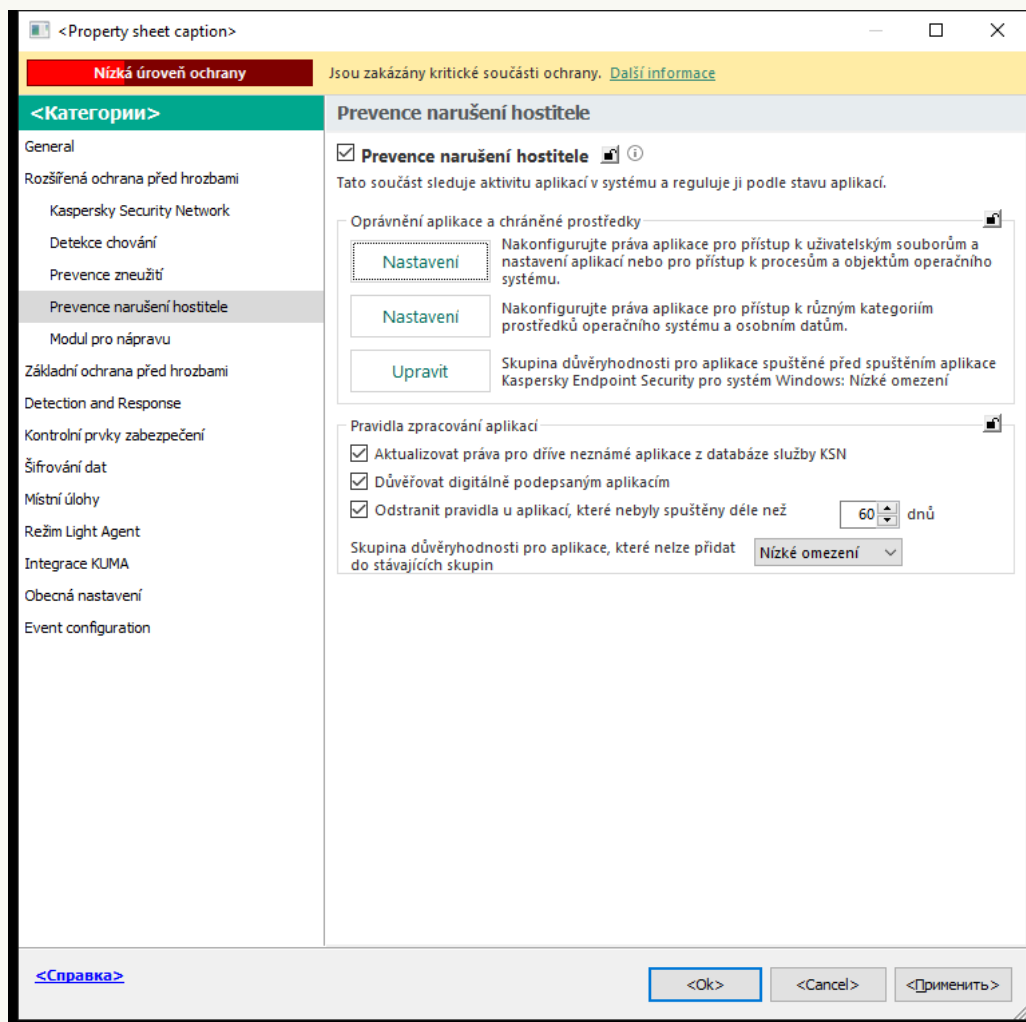 <Property sheet caption>
Nízká úroveň ochrany
Jsou zakázány kritické součásti ochrany. Další informace
<Категории>
General
Rozšířená ochrana před hrozbami
Kaspersky Security Network
Detekce chování
Prevence zneužití
Prevence narušení hostitele
Modul pro nápravu
Základní ochrana před hrozbami
Detection and Response
Kontrolní prvky zabezpečení
Šifrování dat
Místní úlohy
Režim Light Agent
Integrace KUMA
Obecná nastavení
Event configuration
Prevence narušení hostitele
Prevence narušení hostitele
Tato součást sleduje aktivitu aplikací v systému a reguluje ji podle stavu aplikací.
Oprávnění aplikace a chráněné prostředky
Nastavení
Nakonfigurujte práva aplikace pro přístup k uživatelským souborům a
nastavení aplikací nebo pro přístup k procesům a objektům operačního
systému.
Nastavení
Nakonfigurujte práva aplikace pro přístup k různým kategoriím
prostředků operačního systému a osobním datům.
Upravit
Skupina důvěryhodnosti pro aplikace spuštěné před spuštěním aplikace
Kaspersky Endpoint Security pro systém Windows: Nízké omezení
Pravidla zpracování aplikací
Aktualizovat práva pro dříve neznámé aplikace z databáze služby KSN
Důvěřovat digitálně podepsaným aplikacím
Odstranit pravidla u aplikací, které nebyly spuštěny déle než 60 dnů
Skupina důvěryhodnosti pro aplikace, které nelze přidat
do stávajících skupin
Nízké omezení
<Справка>
<Ok>
<Cancel>
<Применить>